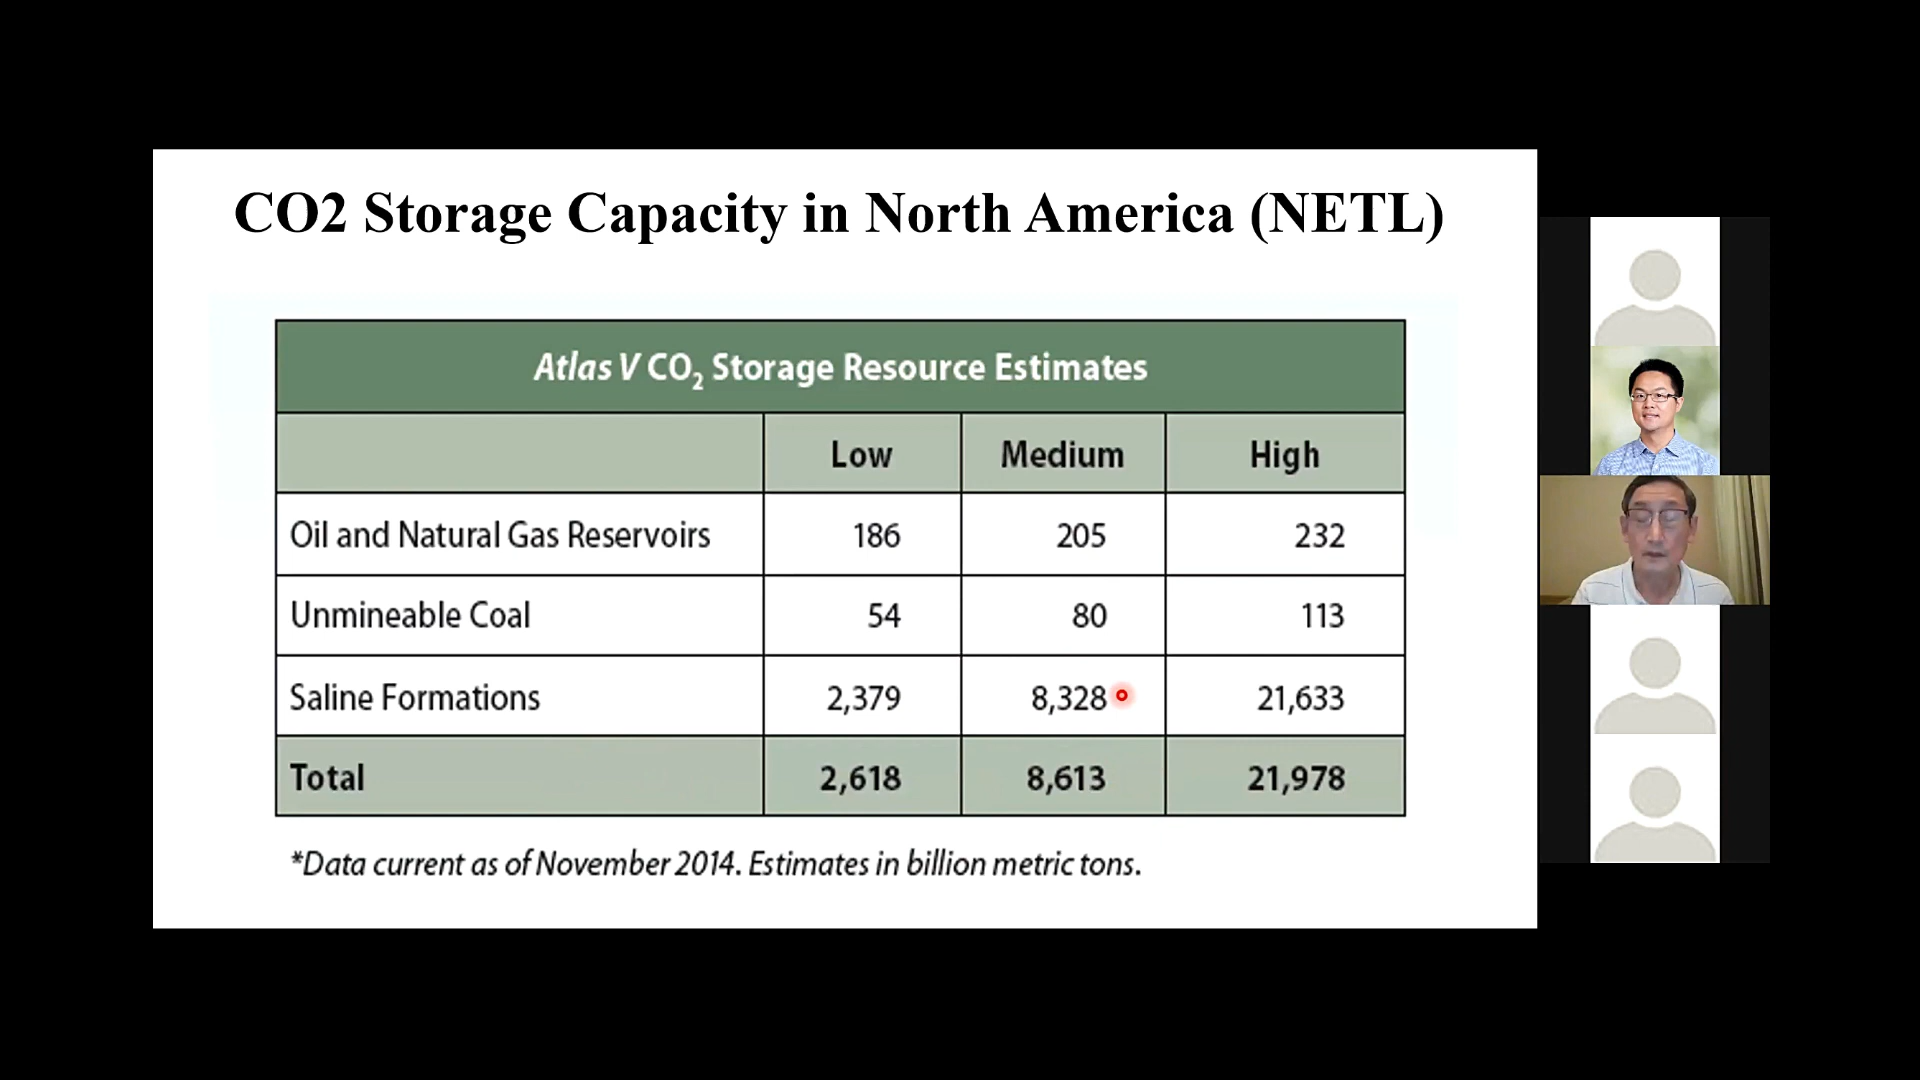 CO2 Storage Capacity in North America (NETL)
Atlas V CO₂ Storage Resource Estimates
Low Medium High
Oil and Natural Gas Reservoirs 186 205 232
Unmineable Coal 54 80 113
Saline Formations 2,379 8,328 21,633
Total 2,618 8,613 21,978
*Data current as of November 2014. Estimates in billion metric tons.